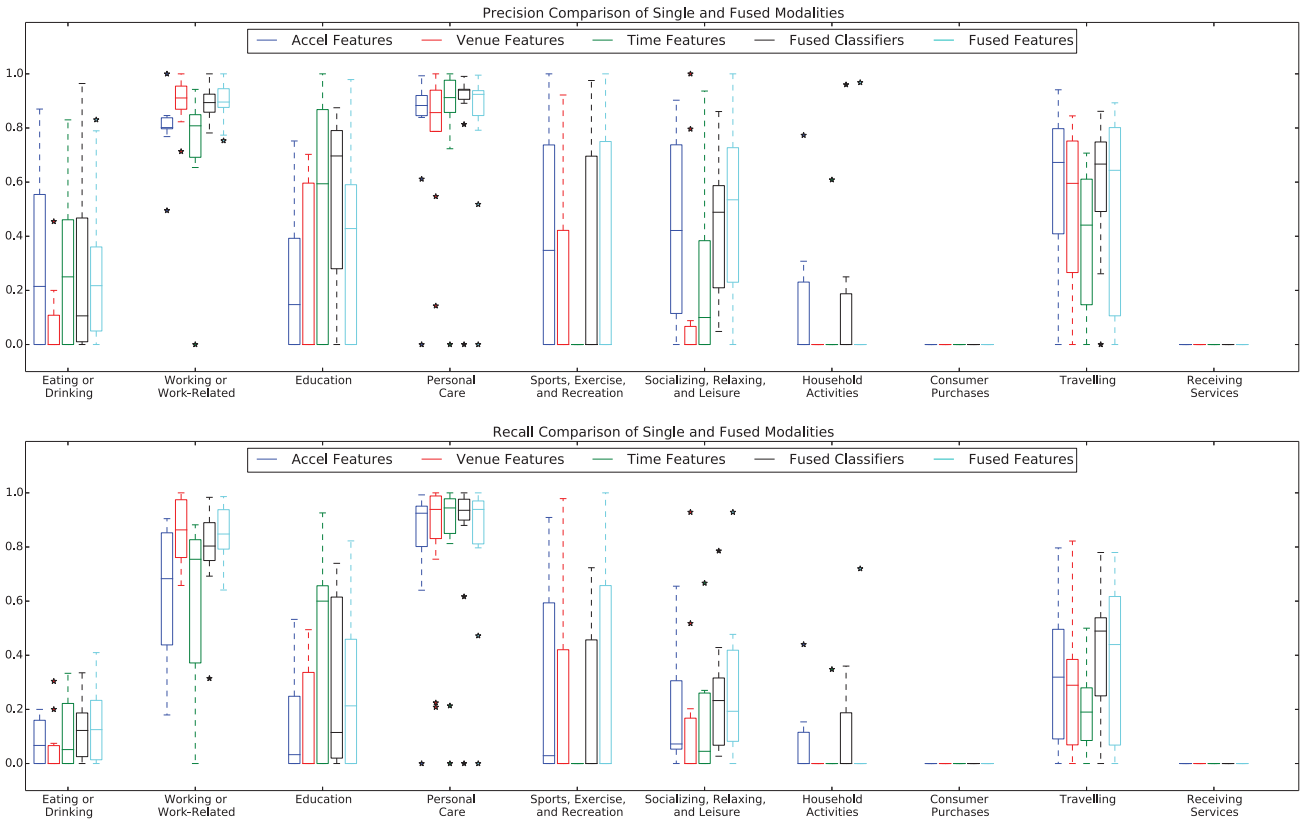 Precision Comparison of Single and Fused Modalities
Accel Features Venue Features Time Features Fused Classifiers Fused Features
1.0
0.8
0.6
0.4
0.2
0.0
Eating or
Drinking
Working or
Work-Related
Education
Personal
Care
Sports, Exercise,
and Recreation
Socializing, Relaxing,
and Leisure
Household
Activities
Consumer
Purchases
Travelling
Receiving
Services
Recall Comparison of Single and Fused Modalities
Accel Features Venue Features Time Features Fused Classifiers Fused Features
1.0
0.8
0.6
0.4
0.2
0.0
Eating or
Drinking
Working or
Work-Related
Education
Personal
Care
Sports, Exercise,
and Recreation
Socializing, Relaxing,
and Leisure
Household
Activities
Consumer
Purchases
Travelling
Receiving
Services